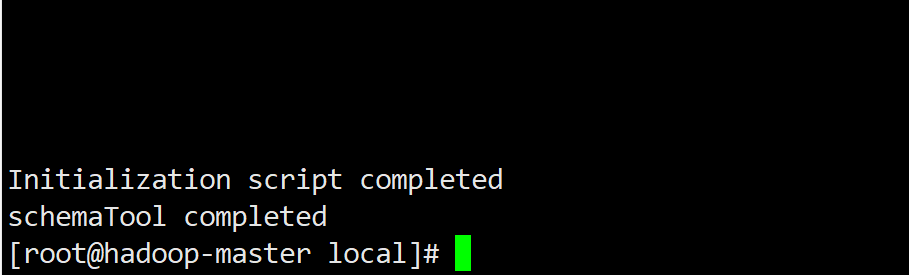 Initialization script completed
schemaTool completed
[root@hadoop-master local]#